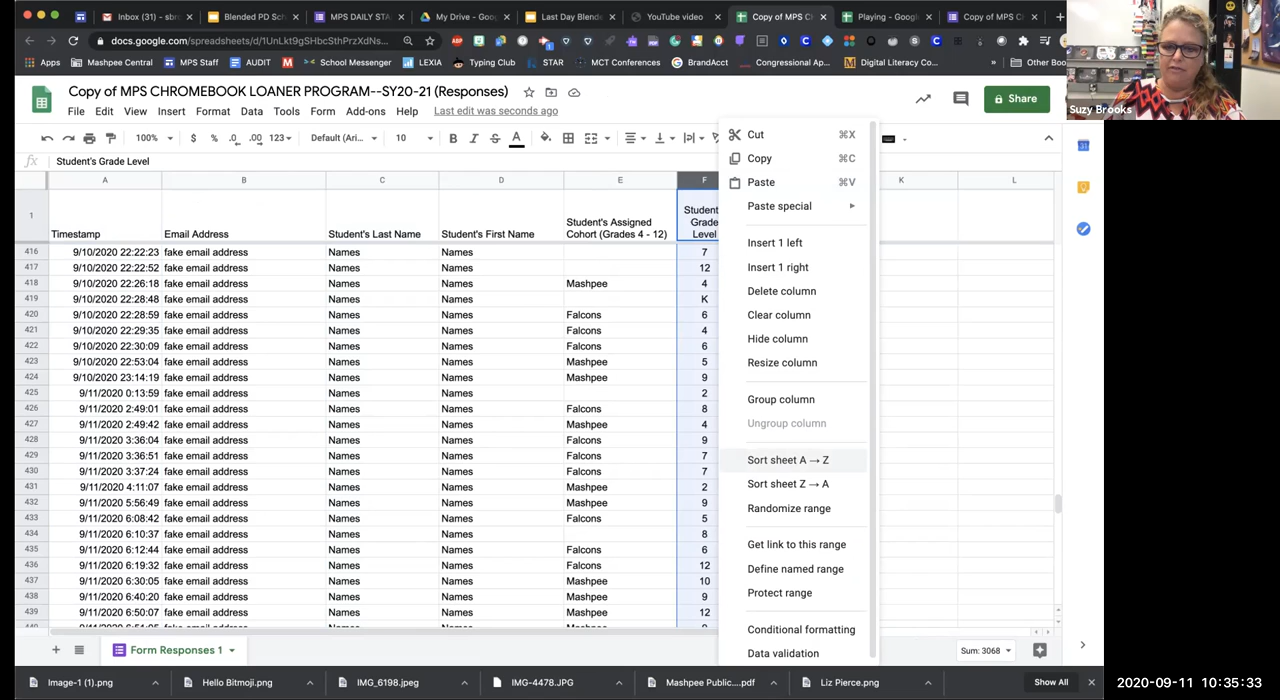 Inbox (31) - sbro
Blended PD Sch
MPS DAILY STA
My Drive - Goog
Last Day Blende
YouTube video
Copy of MPS C
Playing - Googl
Copy of MPS C
docs.google.com/spreadsheets/d/1UnLkt9gSHbcSthPrzXdNs...
Apps
Mashpee Central
MPS Staff
AUDIT
School Messenger
LEXIA
Typing Club
STAR
MCT Conferences
BrandAcct
Congressional Ap...
Digital Literacy Co...
»
Other Boo
Suzy Brooks
Copy of MPS CHROMEBOOK LOANER PROGRAM--SY20-21 (Responses)
File Edit View Insert Format Data Tools Form Add-ons Help Last edit was seconds ago
Share
100% $ % .0 .00 123 Default (Ari... 10 B I S A
fx Student's Grade Level
A B C D E F K L
1 Timestamp Email Address Student's Last Name Student's First Name Student's Assigned Cohort (Grades 4 - 12) Student Grade Level
416 9/10/2020 22:22:23 fake email address Names Names 7
417 9/10/2020 22:22:52 fake email address Names Names 12
418 9/10/2020 22:26:18 fake email address Names Names Mashpee 4
419 9/10/2020 22:28:48 fake email address Names Names K
420 9/10/2020 22:28:59 fake email address Names Names Falcons 6
421 9/10/2020 22:29:35 fake email address Names Names Falcons 4
422 9/10/2020 22:30:09 fake email address Names Names Falcons 6
423 9/10/2020 22:53:04 fake email address Names Names Mashpee 5
424 9/10/2020 23:14:19 fake email address Names Names Mashpee 9
425 9/11/2020 0:13:59 fake email address Names Names 2
426 9/11/2020 2:49:01 fake email address Names Names Falcons 8
427 9/11/2020 2:49:42 fake email address Names Names Mashpee 4
428 9/11/2020 3:36:04 fake email address Names Names Falcons 9
429 9/11/2020 3:36:51 fake email address Names Names Falcons 7
430 9/11/2020 3:37:24 fake email address Names Names Falcons 7
431 9/11/2020 4:11:07 fake email address Names Names Mashpee 2
432 9/11/2020 5:56:49 fake email address Names Names Mashpee 9
433 9/11/2020 6:08:42 fake email address Names Names Falcons 5
434 9/11/2020 6:10:37 fake email address Names Names 8
435 9/11/2020 6:12:44 fake email address Names Names Falcons 6
436 9/11/2020 6:19:32 fake email address Names Names Falcons 12
437 9/11/2020 6:30:05 fake email address Names Names Mashpee 10
438 9/11/2020 6:40:20 fake email address Names Names Mashpee 9
439 9/11/2020 6:50:07 fake email address Names Names Mashpee 12
Cut ⌘X
Copy ⌘C
Paste ⌘V
Paste special
Insert 1 left
Insert 1 right
Delete column
Clear column
Hide column
Resize column
Group column
Ungroup column
Sort sheet A → Z
Sort sheet Z → A
Randomize range
Get link to this range
Define named range
Protect range
Conditional formatting
Data validation
Form Responses 1
Sum: 3068
Image-1 (1).png
Hello Bitmoji.png
IMG_6198.jpeg
IMG-4478.JPG
Mashpee Public....pdf
Liz Pierce.png
Show All
2020-09-11 10:35:33